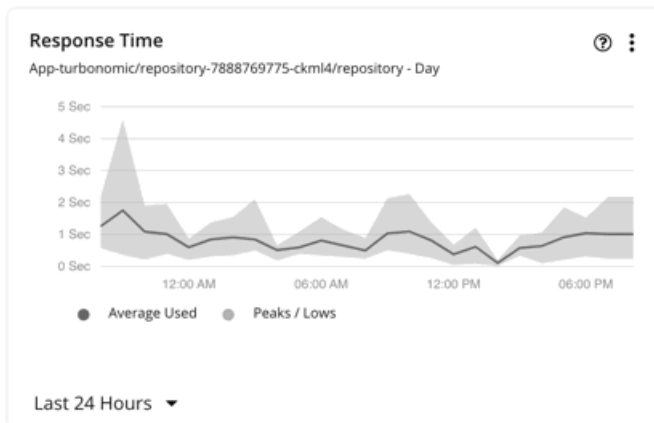 Response Time
App-turbonomic/repository-7888769775-ckml4/repository - Day
5 Sec
4 Sec
3 Sec
2 Sec
1 Sec
0 Sec
12:00 AM 06:00 AM 12:00 PM 06:00 PM
Average Used Peaks / Lows
Last 24 Hours